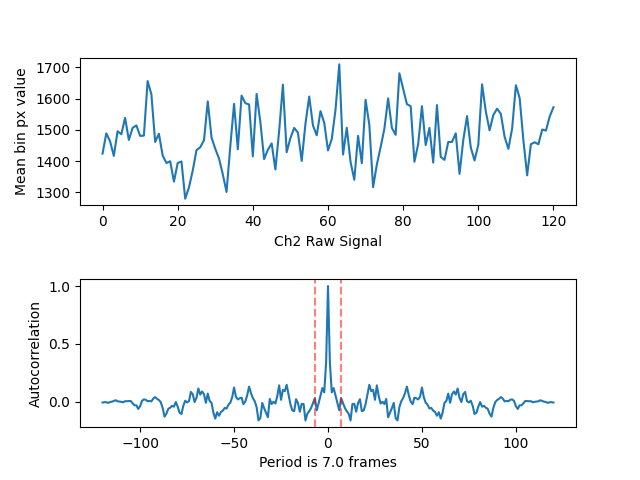 1700
1600
1500
1400
1300
Mean bin px value
0 20 40 60 80 100 120
Ch2 Raw Signal
1.0
0.5
0.0
Autocorrelation
−100 −50 0 50 100
Period is 7.0 frames